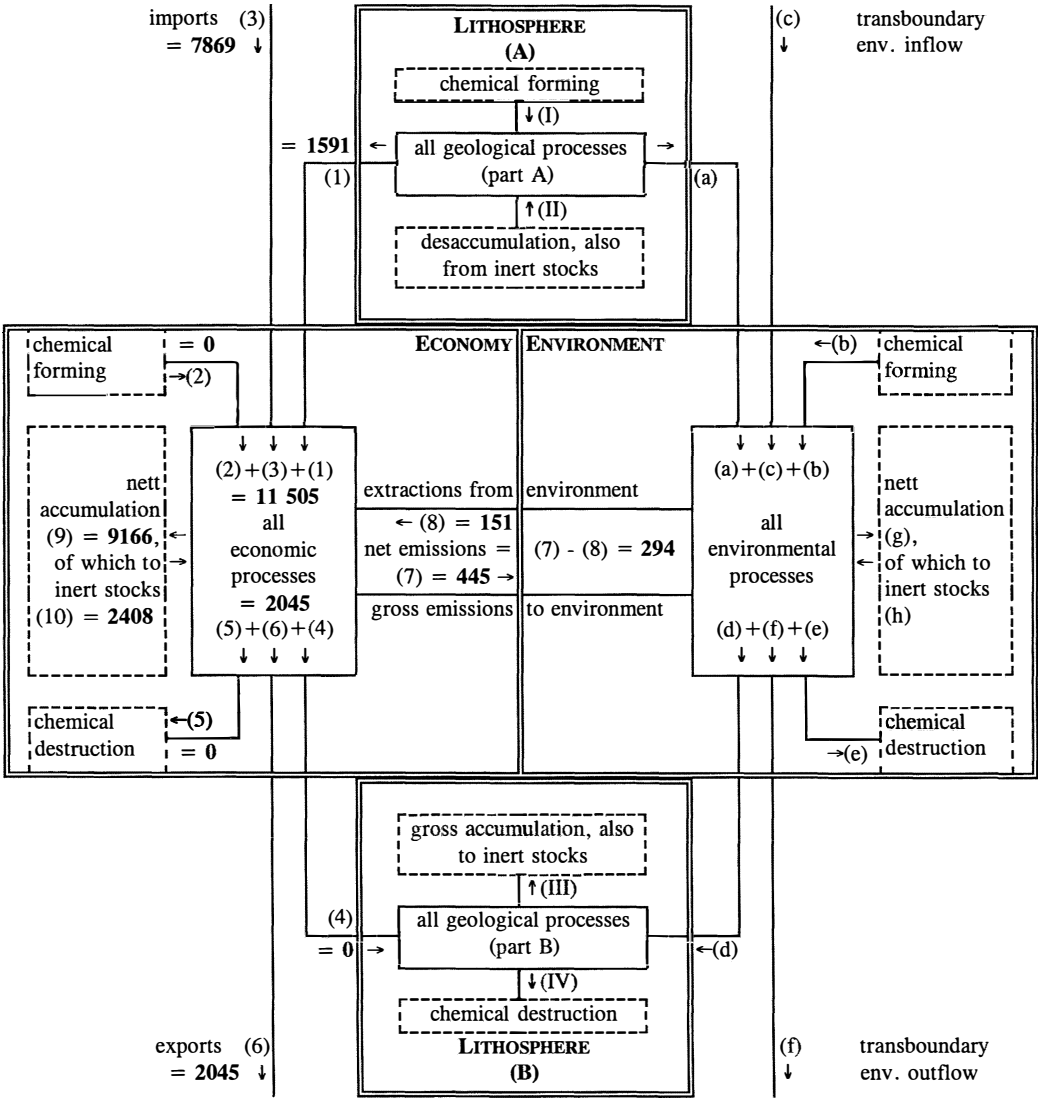 imports (3)
= 7869 ↓
LITHOSPHERE
(A)
chemical forming
↓(I)
all geological processes
(part A)
↑(II)
desaccumulation, also
from inert stocks
= 1591 ←
(1)
→
(a)
(c) transboundary
↓ env. inflow
ECONOMY
chemical
forming
= 0
→(2)
nett
accumulation
(9) = 9166,
of which to
inert stocks
(10) = 2408
←
→
↓ ↓ ↓
(2)+(3)+(1)
= 11 505
all
economic
processes
= 2045
(5)+(6)+(4)
↓ ↓ ↓
chemical
destruction
←(5)
= 0
extractions from environment
← (8) = 151
net emissions = (7) - (8) = 294
(7) = 445 →
gross emissions to environment
ENVIRONMENT
←(b)
chemical
forming
↓ ↓ ↓
(a)+(c)+(b)
all
environmental
processes
(d)+(f)+(e)
↓ ↓ ↓
→
←
nett
accumulation
(g),
of which to
inert stocks
(h)
chemical
destruction
→(e)
gross accumulation, also
to inert stocks
↑(III)
(4)
= 0 →
all geological processes
(part B)
←(d)
↓(IV)
chemical destruction
LITHOSPHERE
(B)
exports (6)
= 2045 ↓
(f) transboundary
↓ env. outflow